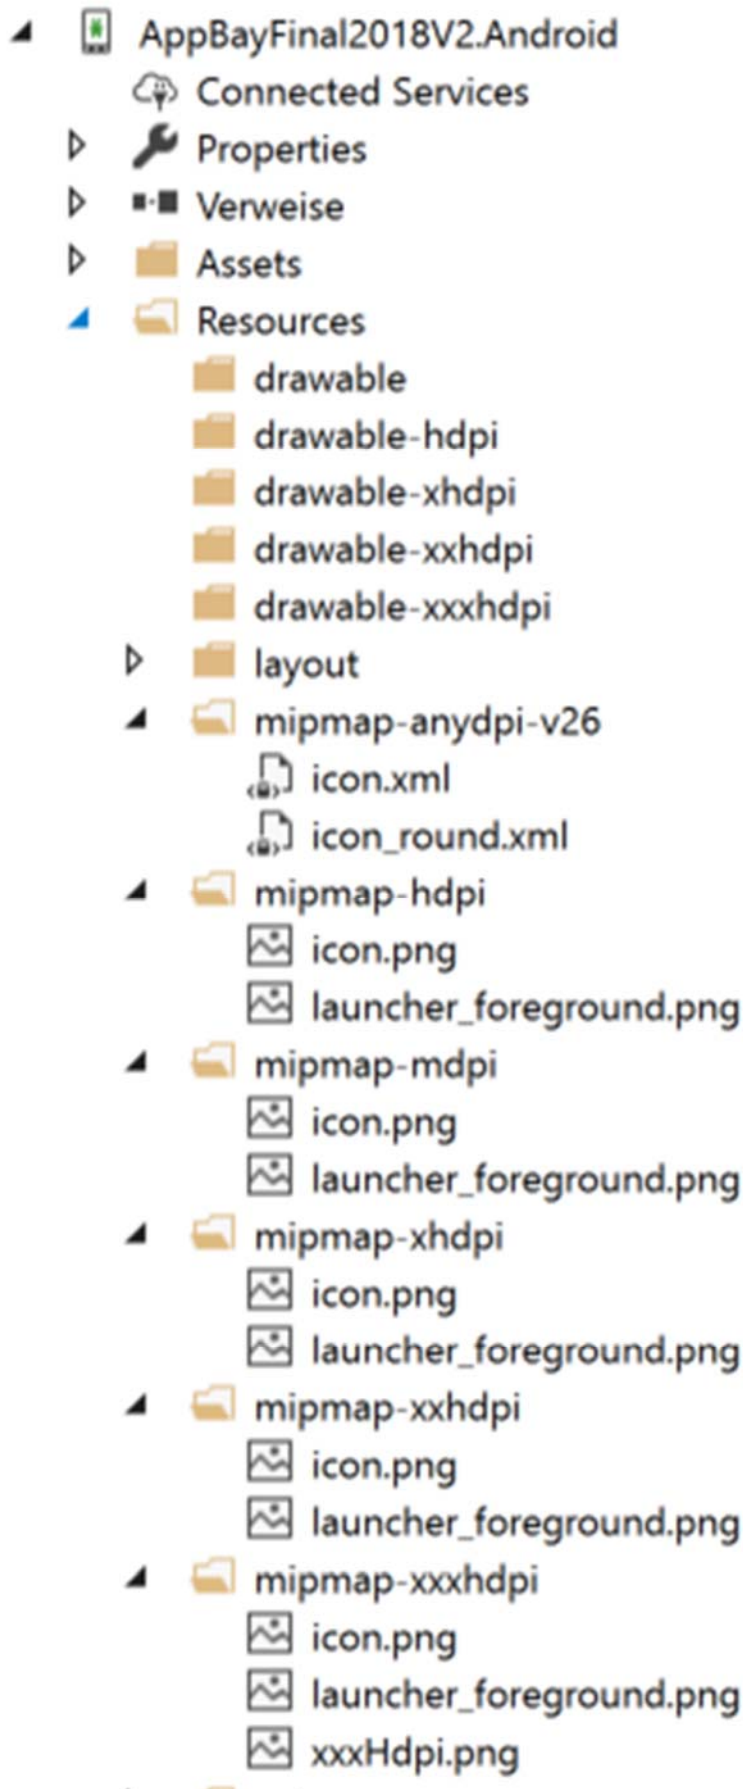 AppBayFinal2018V2.Android
Connected Services
Properties
Verweise
Assets
Resources
drawable
drawable-hdpi
drawable-xhdpi
drawable-xxhdpi
drawable-xxxhdpi
layout
mipmap-anydpi-v26
icon.xml
icon_round.xml
mipmap-hdpi
icon.png
launcher_foreground.png
mipmap-mdpi
icon.png
launcher_foreground.png
mipmap-xhdpi
icon.png
launcher_foreground.png
mipmap-xxhdpi
icon.png
launcher_foreground.png
mipmap-xxxhdpi
icon.png
launcher_foreground.png
xxxHdpi.png